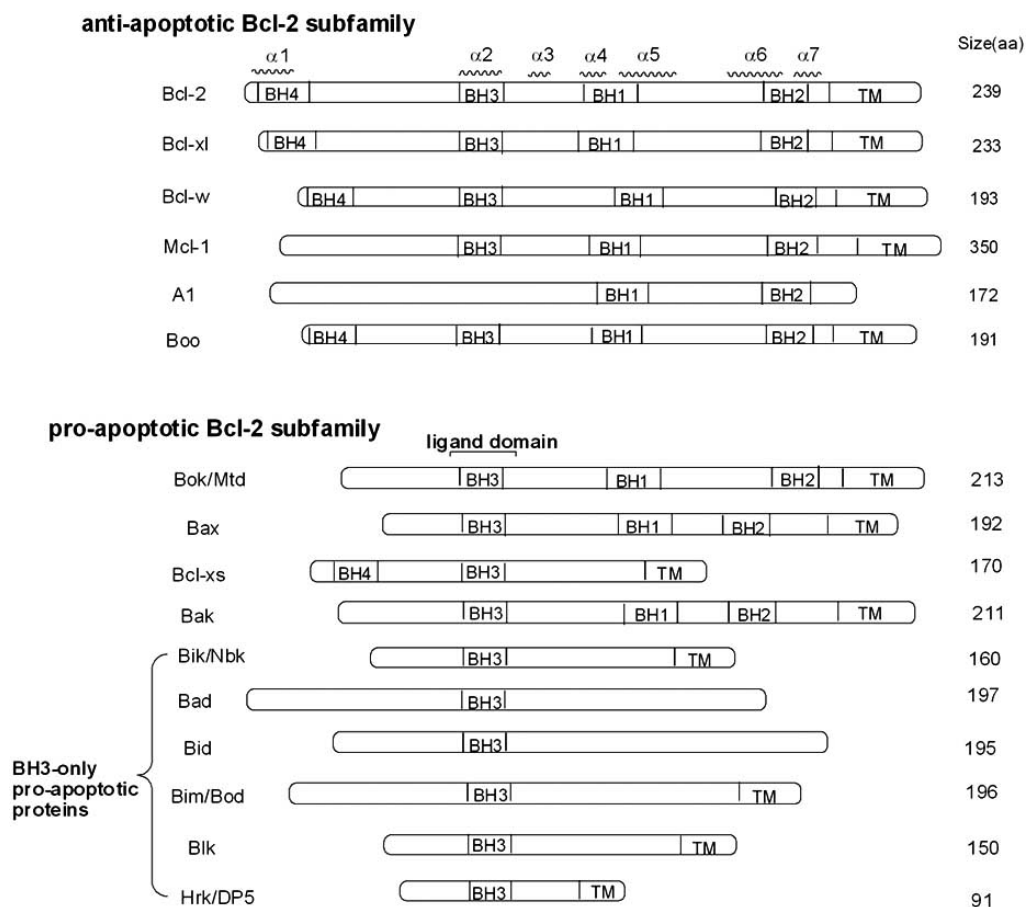 anti-apoptotic Bcl-2 subfamily
Size(aa)
α1 α2 α3 α4 α5 α6 α7
Bcl-2 BH4 BH3 BH1 BH2 TM 239
Bcl-xl BH4 BH3 BH1 BH2 TM 233
Bcl-w BH4 BH3 BH1 BH2 TM 193
Mcl-1 BH3 BH1 BH2 TM 350
A1 BH1 BH2 172
Boo BH4 BH3 BH1 BH2 TM 191
pro-apoptotic Bcl-2 subfamily
ligand domain
Bok/Mtd BH3 BH1 BH2 TM 213
Bax BH3 BH1 BH2 TM 192
Bcl-xs BH4 BH3 TM 170
Bak BH3 BH1 BH2 TM 211
Bik/Nbk BH3 TM 160
Bad BH3 197
Bid BH3 195
BH3-only
pro-apoptotic
proteins
Bim/Bod BH3 TM 196
Blk BH3 TM 150
Hrk/DP5 BH3 TM 91